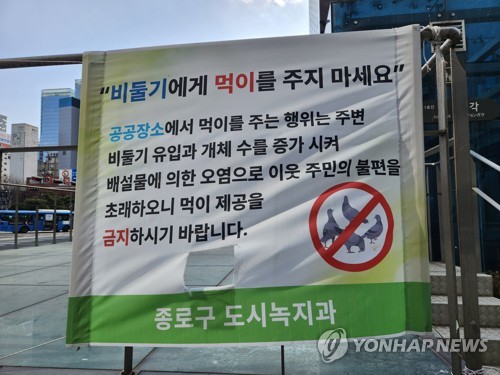 "비둘기에게 먹이를 주지 마세요"
공공장소에서 먹이를 주는 행위는 주변
비둘기 유입과 개체 수를 증가 시켜
배설물에 의한 오염으로 이웃 주민의 불편을
초래하오니 먹이 제공을
금지하시기 바랍니다.
종로구 도시녹지과
YONHAPNEWS
각